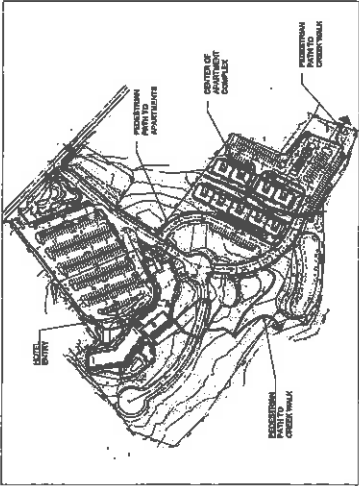 HOTEL
ENTRY
PEDESTRIAN
PATH TO
APARTMENTS
CENTER OF
APARTMENT
COMPLEX
PEDESTRIAN
PATH TO
CREEK WALK
PEDESTRIAN
PATH TO
CREEK WALK